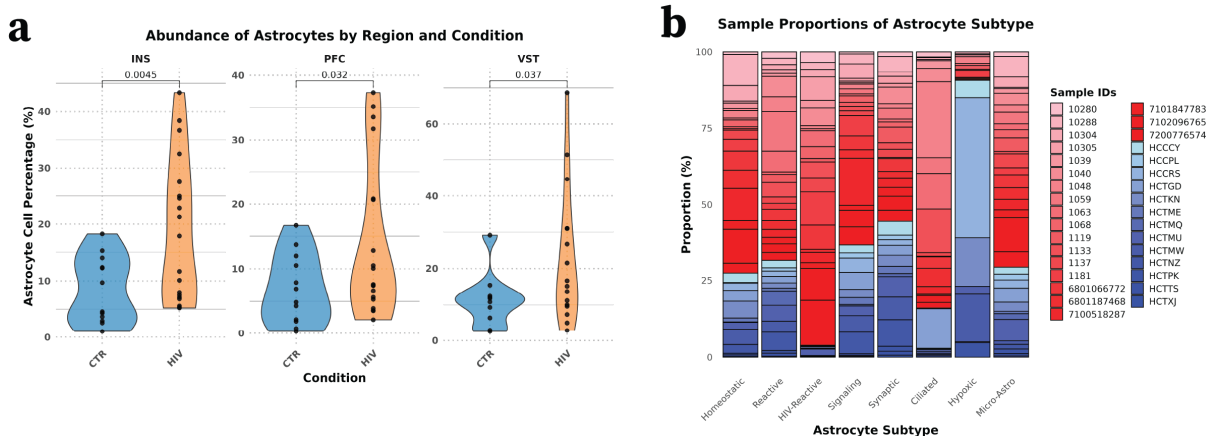 a
Abundance of Astrocytes by Region and Condition
INS
PFC
VST
0.0045
0.032
0.037
Astrocyte Cell Percentage (%)
40
30
20
10
0
40
30
20
10
0
60
40
20
0
CTR
HIV
CTR
HIV
CTR
HIV
Condition
b
Sample Proportions of Astrocyte Subtype
Proportion (%)
100
75
50
25
0
Homeostatic
Reactive
HIV-Reactive
Signaling
Synaptic
Ciliated
Hypoxic
Micro-Astro
Astrocyte Subtype
Sample IDs
10280
10288
10304
10305
1039
1040
1048
1059
1063
1068
1119
1133
1137
1181
6801066772
6801187468
7100518287
7101847783
7102096765
7200776574
HCCCY
HCCPL
HCCRS
HCTGD
HCTKN
HCTME
HCTMQ
HCTMU
HCTMW
HCTNZ
HCTPK
HCTTS
HCTXJ